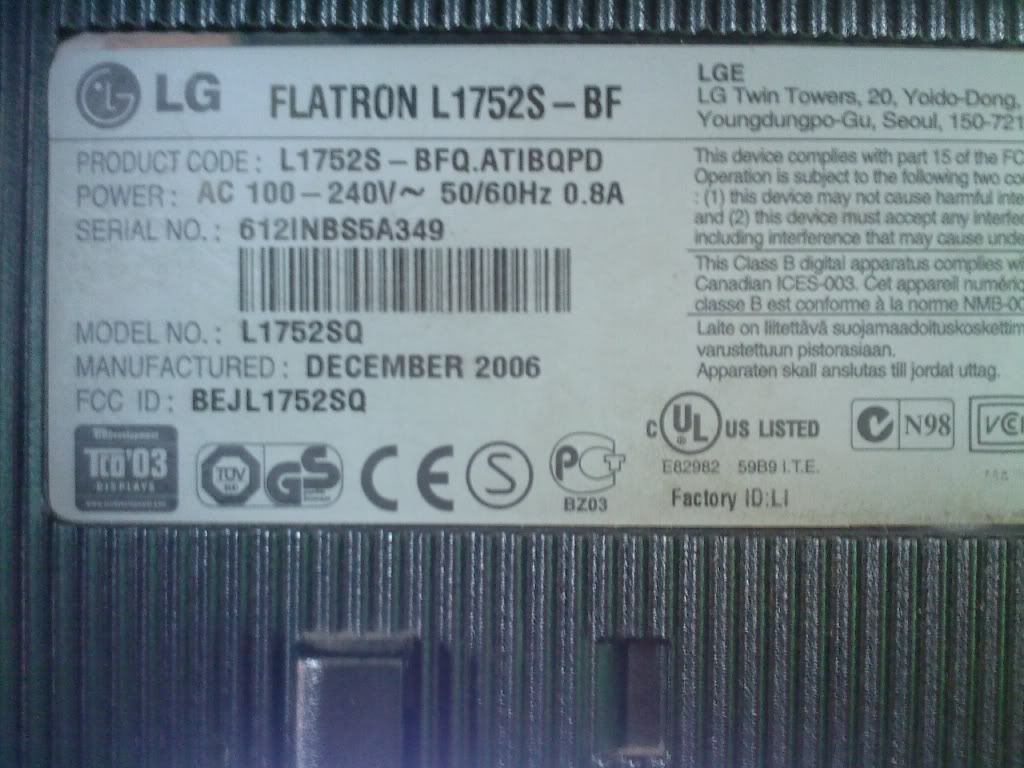 LG FLATRON L1752S-BF
PRODUCT CODE : L1752S-BFQ.ATIBQPD
POWER : AC 100-240V~ 50/60Hz 0.8A
SERIAL NO. : 612INBS5A349
MODEL NO. : L1752SQ
MANUFACTURED : DECEMBER 2006
FCC ID : BEJL1752SQ
LGE
LG Twin Towers, 20, Yoido-Dong,
Youngdungpo-Gu, Seoul, 150-721
This device complies with part 15 of the FC
Operation is subject to the following two co
: (1) this device may not cause harmful inte
and (2) this device must accept any interfe
including interference that may cause unde
This Class B digital apparatus complies wi
Canadian ICES-003. Cet appareil numéric
classe B est conforme à la norme NMB-00
Laite on liitettävä suojamaadoituskoskettim
varustettuun pistorasiaan.
Apparaten skall anslutas till jordat uttag.
TCO'03
DISPLAYS
TÜV
GS
CE
S
PCT
BZ03
C UL US LISTED
E82982 59B9 I.T.E.
Factory ID:LI
N98
VCCI